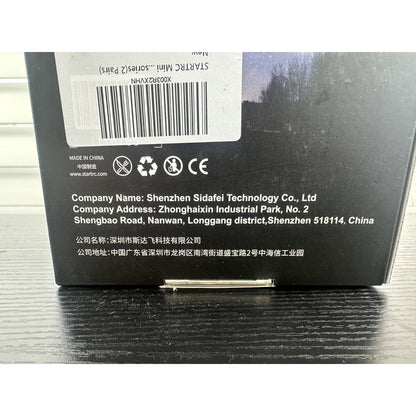 New
STARTRC Mini ...series(2 Pairs)
X003R2XVHN
MADE IN CHINA
中国制造
www.startrc.com
CE
Company Name: Shenzhen Sidafei Technology Co., Ltd
Company Address: Zhonghaixin Industrial Park, No. 2
Shengbao Road, Nanwan, Longgang district,Shenzhen 518114, China
公司名称:深圳市斯达飞科技有限公司
公司地址:中国广东省深圳市龙岗区南湾街道盛宝路2号中海信工业园